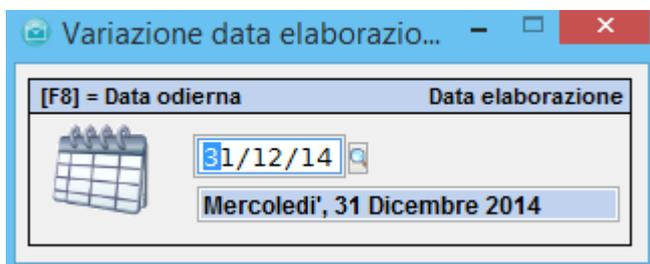 Variazione data elaborazio...
[F8] = Data odierna Data elaborazione
31/12/14
Mercoledi', 31 Dicembre 2014